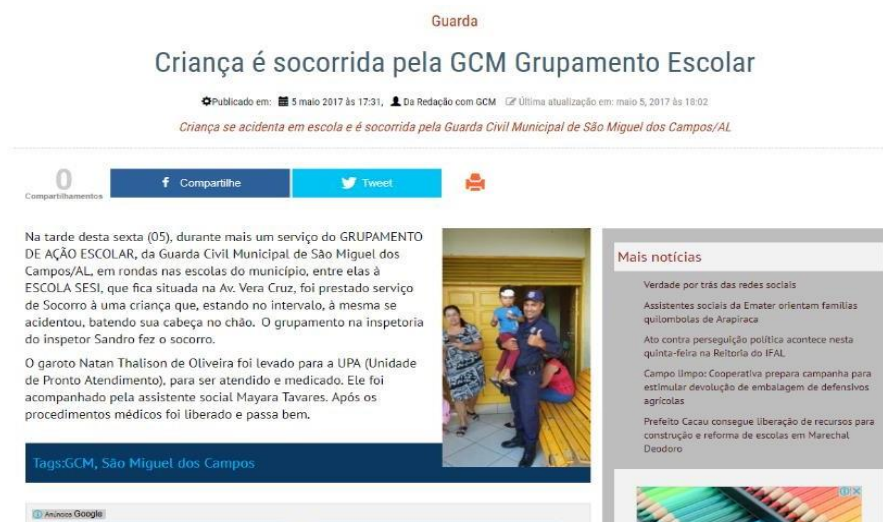 Guarda
Criança é socorrida pela GCM Grupamento Escolar
Publicado em: 5 maio 2017 às 17:31, Da Redação com GCM Última atualização em: maio 5, 2017 às 18:02
Criança se acidenta em escola e é socorrida pela Guarda Civil Municipal de São Miguel dos Campos/AL
0
Compartilhamentos
Compartilhe
Tweet
Na tarde desta sexta (05), durante mais um serviço do GRUPAMENTO
DE AÇÃO ESCOLAR, da Guarda Civil Municipal de São Miguel dos
Campos/AL, em rondas nas escolas do município, entre elas à
ESCOLA SESI, que fica situada na Av. Vera Cruz, foi prestado serviço
de Socorro à uma criança que, estando no intervalo, à mesma se
acidentou, batendo sua cabeça no chão. O grupamento na inspetoria
do inspetor Sandro fez o socorro.
O garoto Natan Thalison de Oliveira foi levado para a UPA (Unidade
de Pronto Atendimento), para ser atendido e medicado. Ele foi
acompanhado pela assistente social Mayara Tavares. Após os
procedimentos médicos foi liberado e passa bem.
Tags:GCM, São Miguel dos Campos
Anúncios Google
Mais notícias
Verdade por trás das redes sociais
Assistentes sociais da Emater orientam famílias
quilombolas de Arapiraca
Ato contra perseguição política acontece nesta
quinta-feira na Reitoria do IFAL
Campo limpo: Cooperativa prepara campanha para
estimular devolução de embalagem de defensivos
agrícolas
Prefeito Cacau consegue liberação de recursos para
construção e reforma de escolas em Marechal
Deodoro